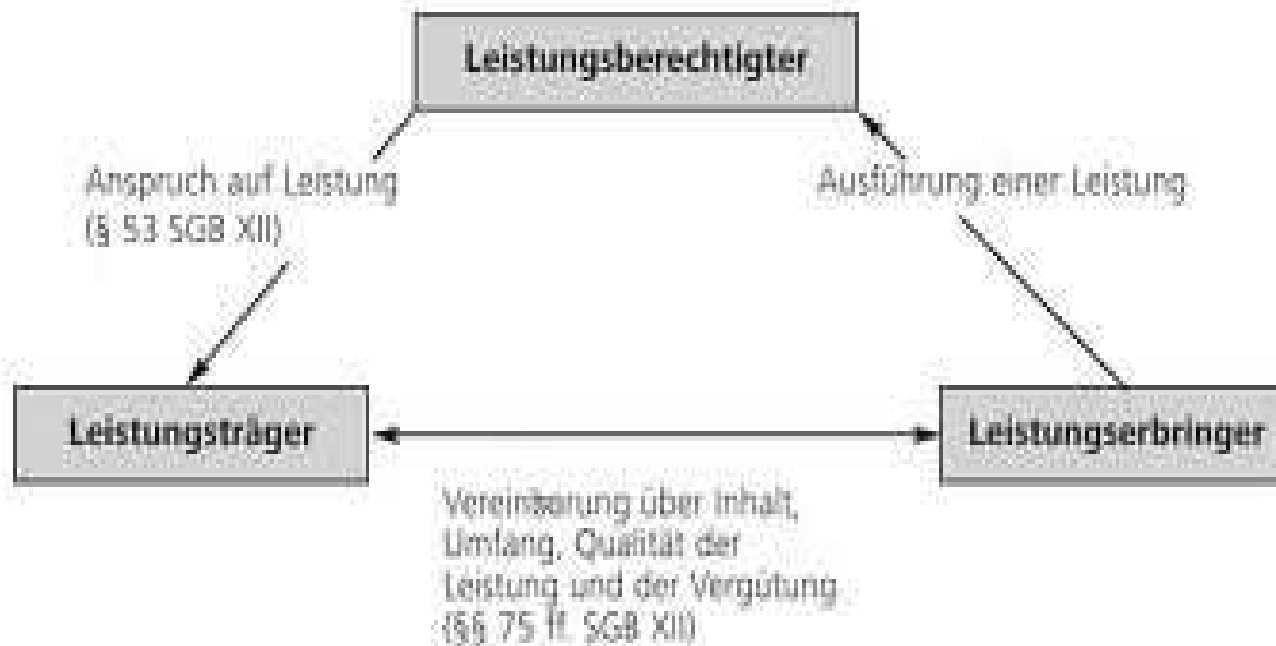 Leistungsberechtigter
Anspruch auf Leistung
(§ 53 SGB XII)
Ausführung einer Leistung
Leistungsträger
Leistungserbringer
Vereinbarung über Inhalt,
Umfang, Qualität der
Leistung und der Vergütung
(§§ 75 ff. SGB XII)